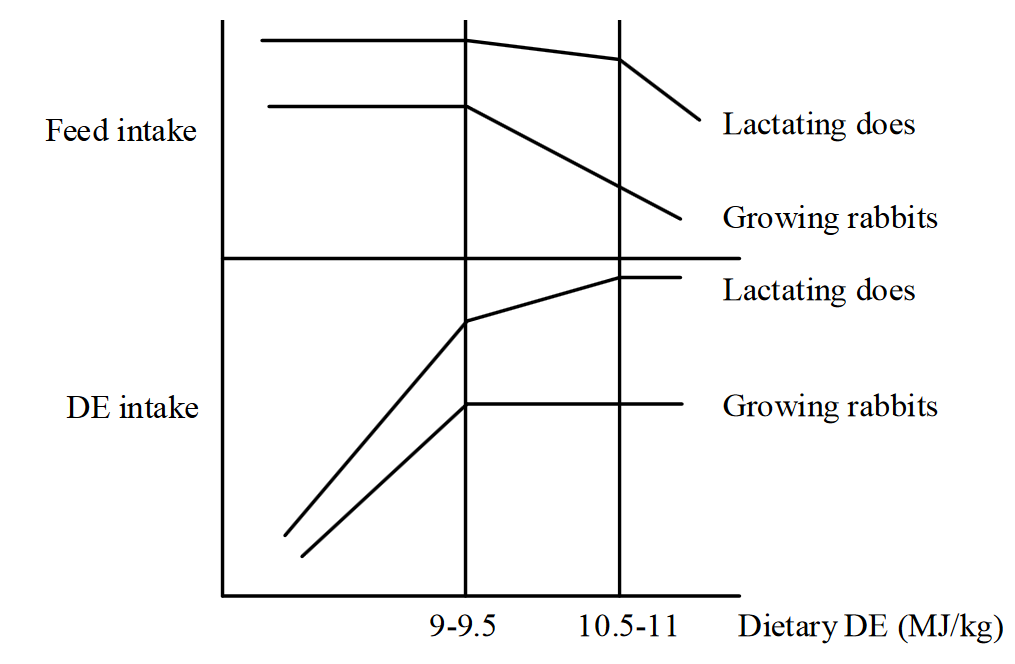 Feed intake
Lactating does
Growing rabbits
Lactating does
DE intake
Growing rabbits
9-9.5
10.5-11
Dietary DE (MJ/kg)